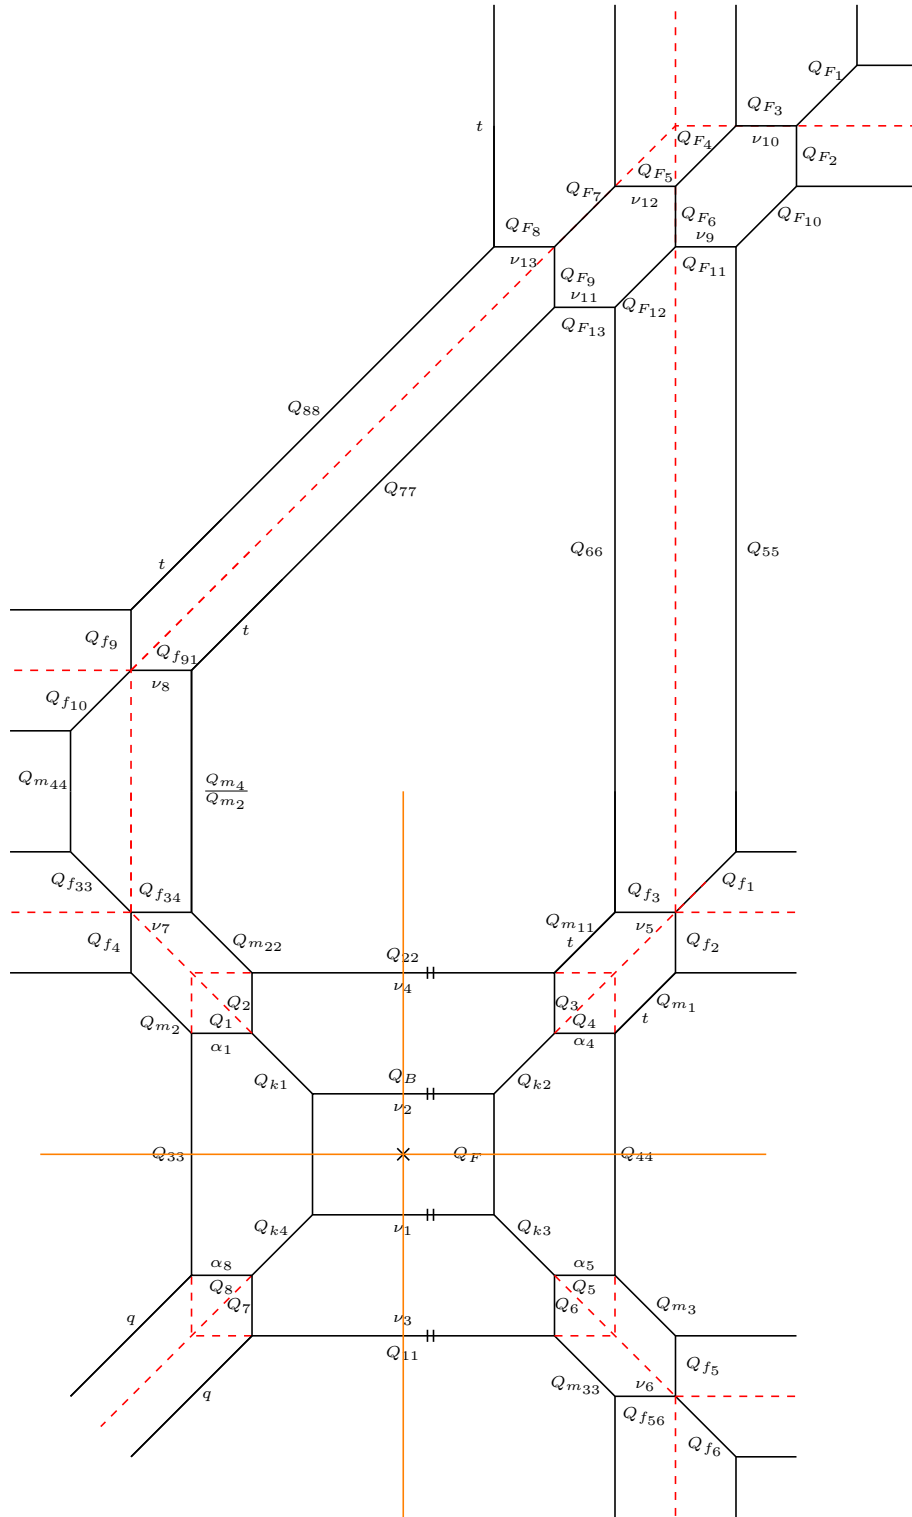 Q_{F_1}
Q_{F_3}
t
Q_{F_4}
ν_{10}
Q_{F_2}
Q_{F_5}
Q_{F_7}
ν_{12}
Q_{F_6}
Q_{F_{10}}
Q_{F_8}
ν_9
ν_{13}
Q_{F_{11}}
Q_{F_9}
ν_{11}
Q_{F_{12}}
Q_{F_{13}}
Q_{88}
Q_{77}
Q_{66}
Q_{55}
t
t
Q_{f_9}
Q_{f_{91}}
ν_8
Q_{f_{10}}
Q_{m_{44}}
\frac{Q_{m_4}}{Q_{m_2}}
Q_{f_{33}}
Q_{f_{34}}
Q_{f_3}
Q_{f_1}
ν_7
Q_{m_{11}}
ν_5
Q_{f_4}
Q_{m_{22}}
t
Q_{f_2}
Q_{22}
ν_4
Q_2
Q_3
Q_{m_1}
Q_{m_2}
Q_1
Q_4
t
α_1
α_4
Q_{k1}
Q_B
Q_{k2}
ν_2
Q_{33}
Q_F
Q_{44}
Q_{k4}
ν_1
Q_{k3}
α_8
α_5
Q_8
Q_5
Q_7
Q_6
Q_{m_3}
q
ν_3
Q_{11}
Q_{f_5}
q
Q_{m_{33}}
ν_6
Q_{f_{56}}
Q_{f_6}